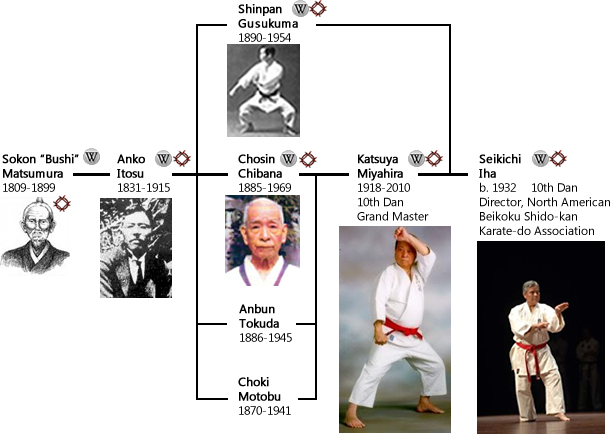 Shinpan
Gusukuma
1890-1954
Sokon “Bushi”
Matsumura
1809-1899
Anko
Itosu
1831-1915
Chosin
Chibana
1885-1969
Katsuya
Miyahira
1918-2010
10th Dan
Grand Master
Seikichi
Iha
b. 1932 10th Dan
Director, North American
Beikoku Shido-kan
Karate-do Association
Anbun
Tokuda
1886-1945
Choki
Motobu
1870-1941
W
W
W
W
W
W